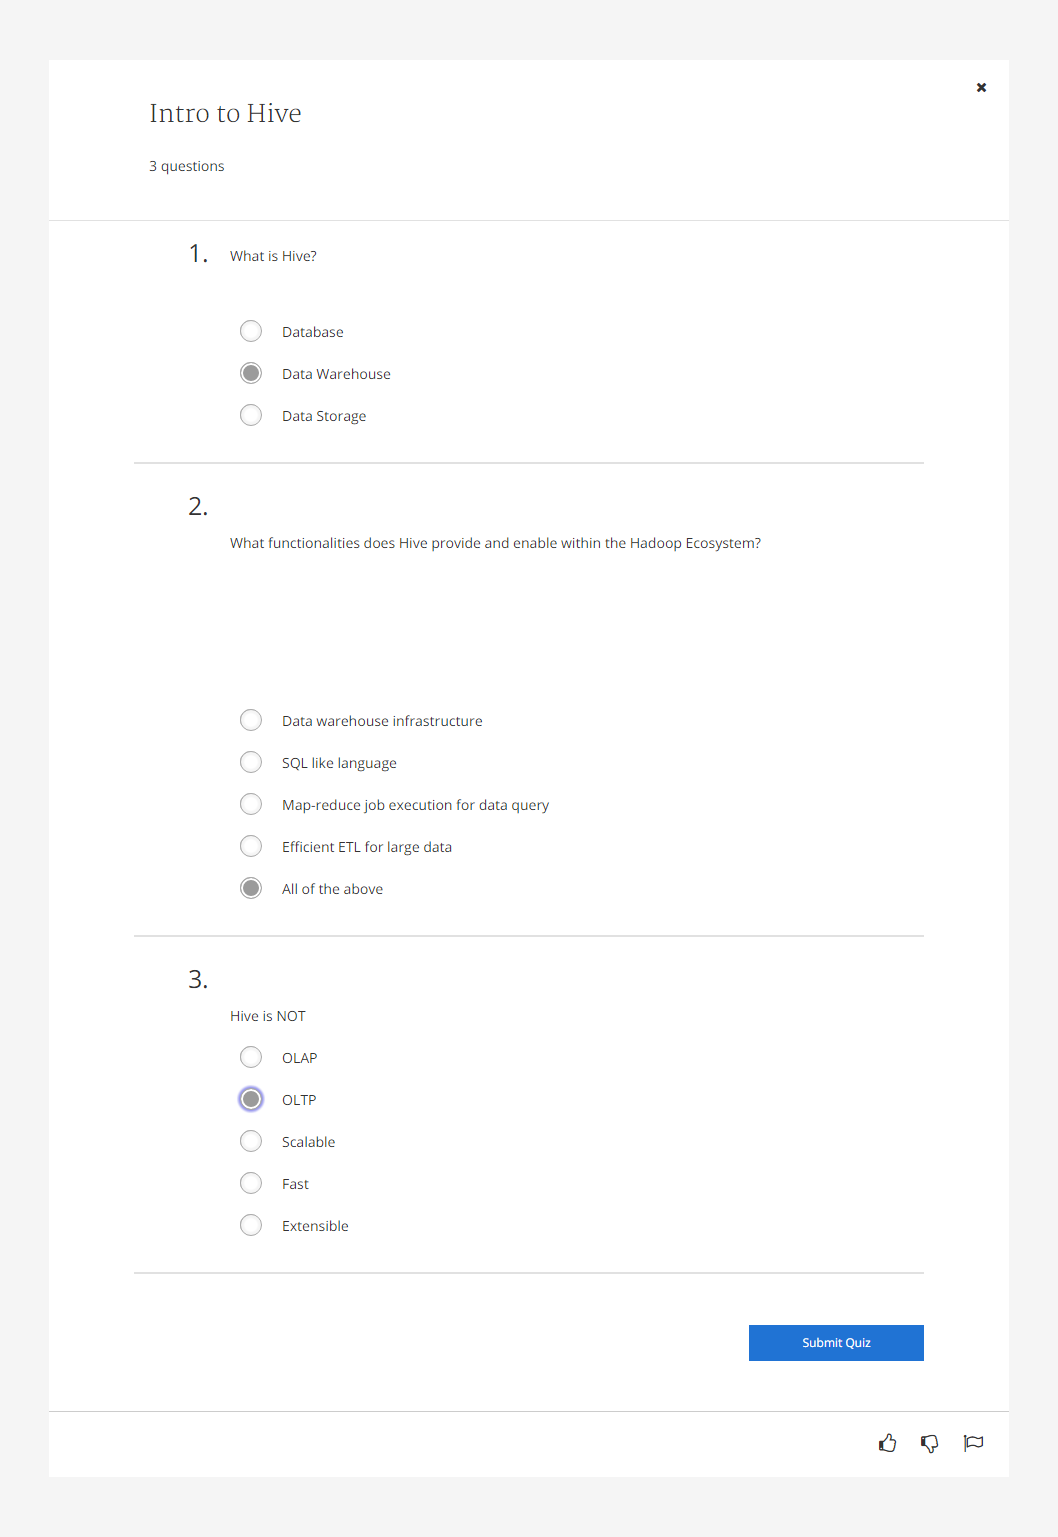 Intro to Hive
3 questions
1. What is Hive?
Database
Data Warehouse
Data Storage
2.
What functionalities does Hive provide and enable within the Hadoop Ecosystem?
Data warehouse infrastructure
SQL like language
Map-reduce job execution for data query
Efficient ETL for large data
All of the above
3.
Hive is NOT
OLAP
OLTP
Scalable
Fast
Extensible
Submit Quiz